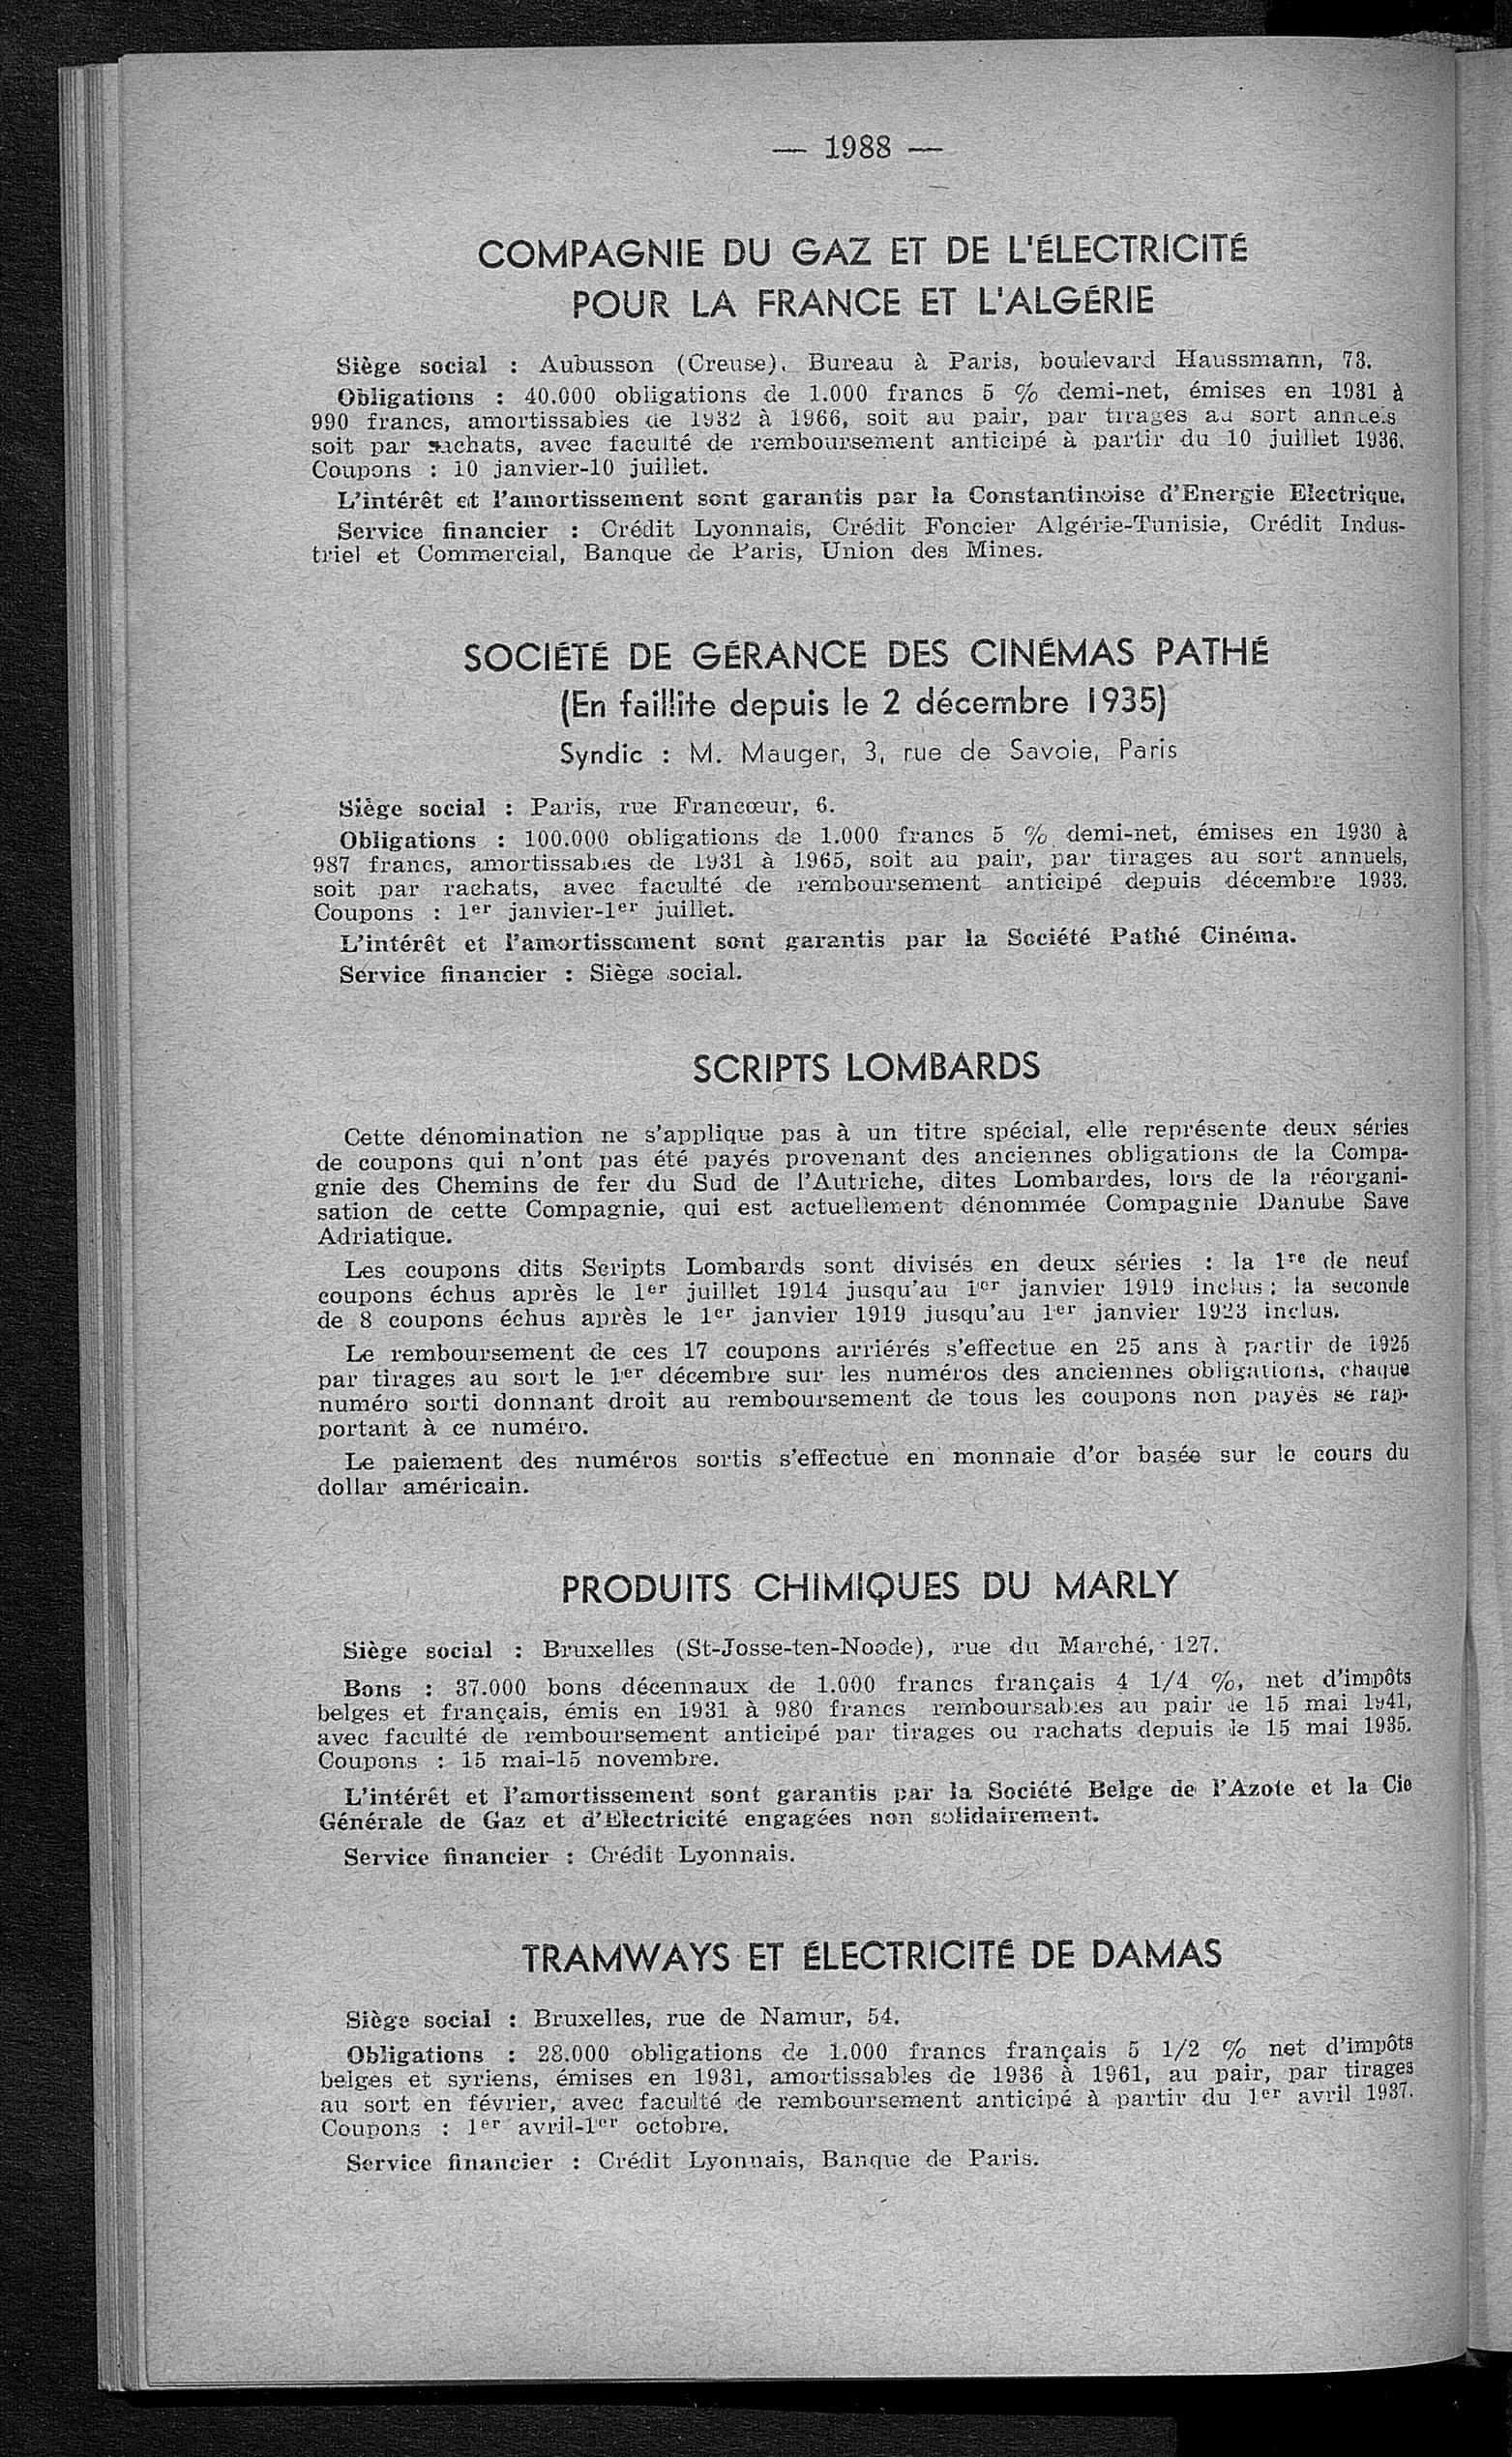 — 1988 —
COMPAGNIE DU GAZ ET DE L'ÉLECTRICITÉ
POUR LA FRANCE ET L'ALGÉRIE
Siège social : Aubusson (Creuse). Bureau à Paris, boulevard Haussmann, 73.
Obligations : 40.000 obligations de 1.000 francs 5 % demi-net, émises en 1931 à
990 francs, amortissables de 1932 à 1966, soit au pair, par tirages au sort annuels
soit par rachats, avec faculté de remboursement anticipé à partir du 10 juillet 1936.
Coupons : 10 janvier-10 juillet.
L'intérêt et l'amortissement sont garantis par la Constantinoise d'Energie Electrique.
Service financier : Crédit Lyonnais, Crédit Foncier Algérie-Tunisie, Crédit Indus-
triel et Commercial, Banque de Paris, Union des Mines.
SOCIÉTÉ DE GÉRANCE DES CINÉMAS PATHÉ
(En faillite depuis le 2 décembre 1935)
Syndic : M. Mauger, 3, rue de Savoie, Paris
Siège social : Paris, rue Francœur, 6.
Obligations : 100.000 obligations de 1.000 francs 5 % demi-net, émises en 1930 à
987 francs, amortissables de 1931 à 1965, soit au pair, par tirages au sort annuels,
soit par rachats, avec faculté de remboursement anticipé depuis décembre 1933.
Coupons : 1er janvier-1er juillet.
L'intérêt et l'amortissement sont garantis par la Société Pathé Cinéma.
Service financier : Siège social.
SCRIPTS LOMBARDS
Cette dénomination ne s'applique pas à un titre spécial, elle représente deux séries
de coupons qui n'ont pas été payés provenant des anciennes obligations de la Compa-
gnie des Chemins de fer du Sud de l'Autriche, dites Lombardes, lors de la réorgani-
sation de cette Compagnie, qui est actuellement dénommée Compagnie Danube Save
Adriatique.
Les coupons dits Scripts Lombards sont divisés en deux séries : la 1re de neuf
coupons échus après le 1er juillet 1914 jusqu'au 1er janvier 1919 inclus; la seconde
de 8 coupons échus après le 1er janvier 1919 jusqu'au 1er janvier 1923 inclus.
Le remboursement de ces 17 coupons arriérés s'effectue en 25 ans à partir de 1925
par tirages au sort le 1er décembre sur les numéros des anciennes obligations, chaque
numéro sorti donnant droit au remboursement de tous les coupons non payés se rap-
portant à ce numéro.
Le paiement des numéros sortis s'effectue en monnaie d'or basée sur le cours du
dollar américain.
PRODUITS CHIMIQUES DU MARLY
Siège social : Bruxelles (St-Josse-ten-Noode), rue du Marché, 127.
Bons : 37.000 bons décennaux de 1.000 francs français 4 1/4 %, net d'impôts
belges et français, émis en 1931 à 980 francs remboursables au pair le 15 mai 1941,
avec faculté de remboursement anticipé par tirages ou rachats depuis le 15 mai 1935.
Coupons : 15 mai-15 novembre.
L'intérêt et l'amortissement sont garantis par la Société Belge de l'Azote et la Cie
Générale de Gaz et d'Electricité engagées non solidairement.
Service financier : Crédit Lyonnais.
TRAMWAYS ET ÉLECTRICITÉ DE DAMAS
Siège social : Bruxelles, rue de Namur, 54.
Obligations : 28.000 obligations de 1.000 francs français 5 1/2 % net d'impôts
belges et syriens, émises en 1931, amortissables de 1936 à 1961, au pair, par tirages
au sort en février, avec faculté de remboursement anticipé à partir du 1er avril 1937.
Coupons : 1er avril-1er octobre.
Service financier : Crédit Lyonnais, Banque de Paris.